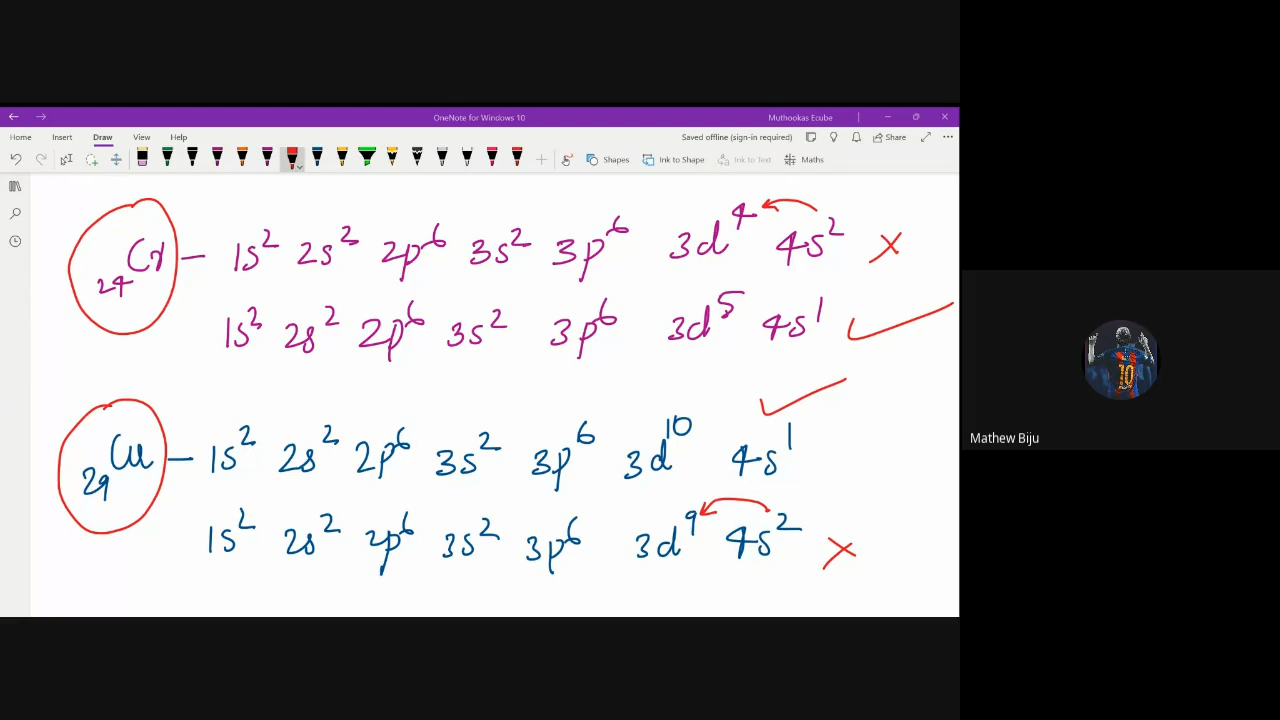 OneNote for Windows 10
Muthookas Ecube
Home Insert Draw View Help
Saved offline (sign-in required) Share
Shapes Ink to Shape Ink to Text Maths
₂₄Cr – 1s² 2s² 2p⁶ 3s² 3p⁶ 3d⁴ 4s² ×
1s² 2s² 2p⁶ 3s² 3p⁶ 3d⁵ 4s¹ ✓
₂₉Cu – 1s² 2s² 2p⁶ 3s² 3p⁶ 3d¹⁰ 4s¹ ✓
1s² 2s² 2p⁶ 3s² 3p⁶ 3d⁹ 4s² ×
10
Mathew Biju